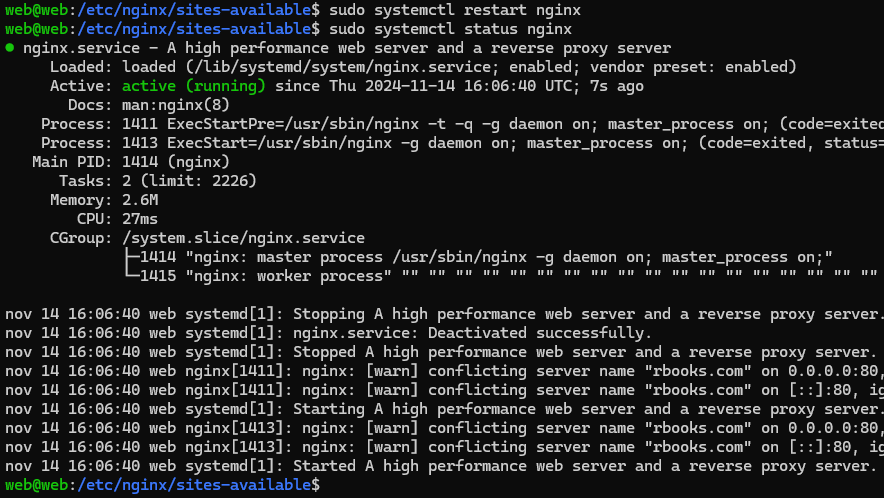 web@web:/etc/nginx/sites-available$ sudo systemctl restart nginx
web@web:/etc/nginx/sites-available$ sudo systemctl status nginx
● nginx.service - A high performance web server and a reverse proxy server
     Loaded: loaded (/lib/systemd/system/nginx.service; enabled; vendor preset: enabled)
     Active: active (running) since Thu 2024-11-14 16:06:40 UTC; 7s ago
       Docs: man:nginx(8)
    Process: 1411 ExecStartPre=/usr/sbin/nginx -t -q -g daemon on; master_process on; (code=exited
    Process: 1413 ExecStart=/usr/sbin/nginx -g daemon on; master_process on; (code=exited, status=
   Main PID: 1414 (nginx)
      Tasks: 2 (limit: 2226)
     Memory: 2.6M
        CPU: 27ms
     CGroup: /system.slice/nginx.service
             ├─1414 "nginx: master process /usr/sbin/nginx -g daemon on; master_process on;"
             └─1415 "nginx: worker process" "" "" "" "" "" "" "" "" "" "" "" "" "" "" "" "" "" ""

nov 14 16:06:40 web systemd[1]: Stopping A high performance web server and a reverse proxy server.
nov 14 16:06:40 web systemd[1]: nginx.service: Deactivated successfully.
nov 14 16:06:40 web systemd[1]: Stopped A high performance web server and a reverse proxy server.
nov 14 16:06:40 web nginx[1411]: nginx: [warn] conflicting server name "rbooks.com" on 0.0.0.0:80,
nov 14 16:06:40 web nginx[1411]: nginx: [warn] conflicting server name "rbooks.com" on [::]:80, ig
nov 14 16:06:40 web systemd[1]: Starting A high performance web server and a reverse proxy server.
nov 14 16:06:40 web nginx[1413]: nginx: [warn] conflicting server name "rbooks.com" on 0.0.0.0:80,
nov 14 16:06:40 web nginx[1413]: nginx: [warn] conflicting server name "rbooks.com" on [::]:80, ig
nov 14 16:06:40 web systemd[1]: Started A high performance web server and a reverse proxy server.
web@web:/etc/nginx/sites-available$